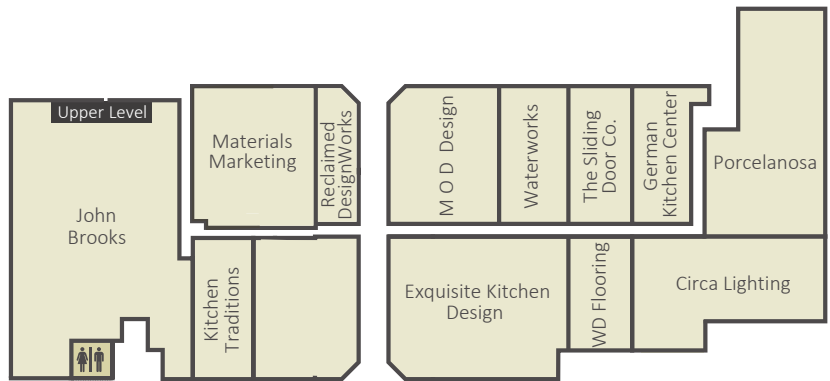 Upper Level
John
Brooks
Materials
Marketing
Reclaimed
DesignWorks
Kitchen
Traditions
M O D Design
Waterworks
The Sliding
Door Co.
German
Kitchen Center
Porcelanosa
Exquisite Kitchen
Design
WD Flooring
Circa Lighting